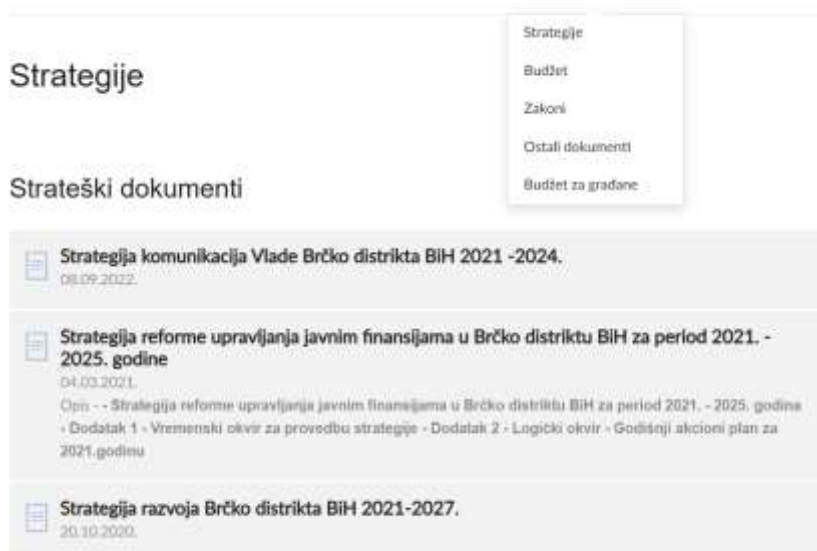 Strategije
Budžet
Zakoni
Ostali dokumenti
Budžet za građane
Strategije
Strateški dokumenti
Strategija komunikacija Vlade Brčko distrikta BiH 2021 -2024.
08.09.2022.
Strategija reforme upravljanja javnim finansijama u Brčko distriktu BiH za period 2021. -
2025. godine
04.03.2021.
Opis - - Strategija reforme upravljanja javnim finansijama u Brčko distriktu BiH za period 2021. - 2025. godina
- Dodatak 1 - Vremenski okvir za provedbu strategije - Dodatak 2 - Logički okvir - Godišnji akcioni plan za
2021.godinu
Strategija razvoja Brčko distrikta BiH 2021-2027.
20.10.2020.